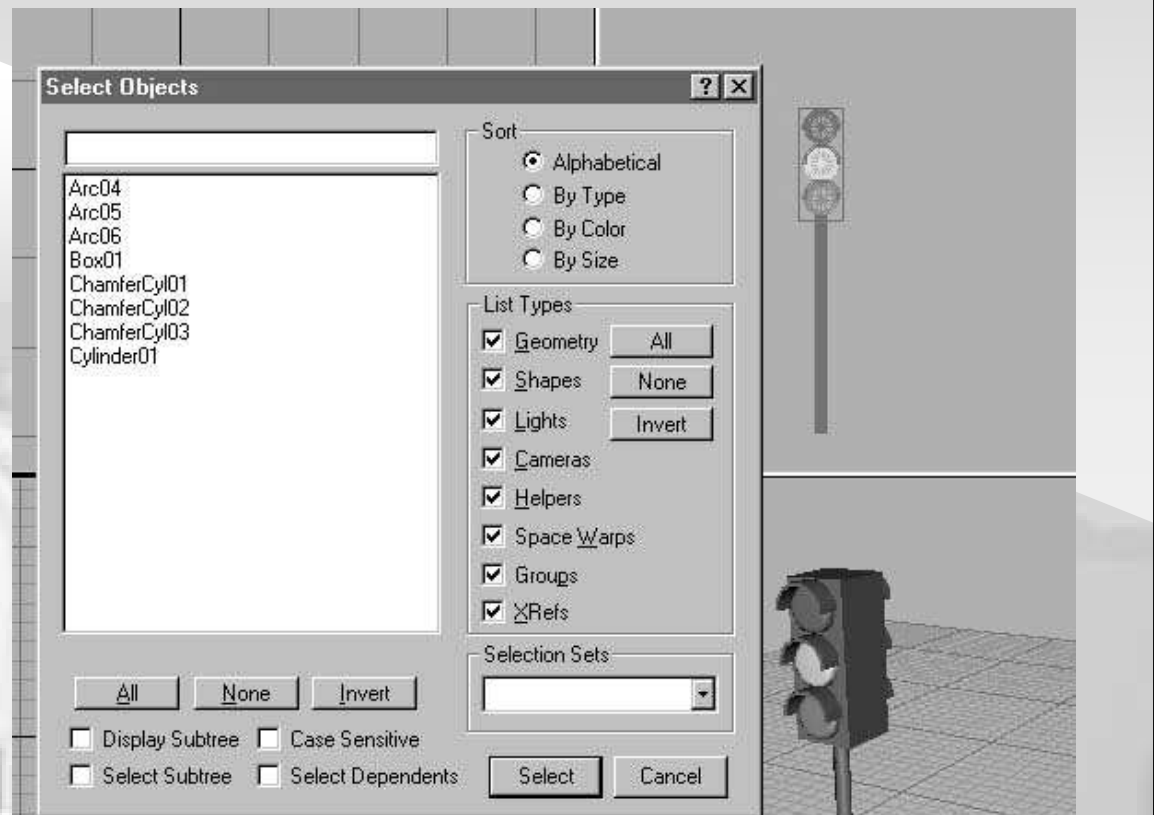 Select Objects
Arc04
Arc05
Arc06
Box01
ChamferCyl01
ChamferCyl02
ChamferCyl03
Cylinder01
All None Invert
Display Subtree Case Sensitive
Select Subtree Select Dependents
Sort
Alphabetical
By Type
By Color
By Size
List Types
Geometry All
Shapes None
Lights Invert
Cameras
Helpers
Space Warps
Groups
XRefs
Selection Sets
Select Cancel